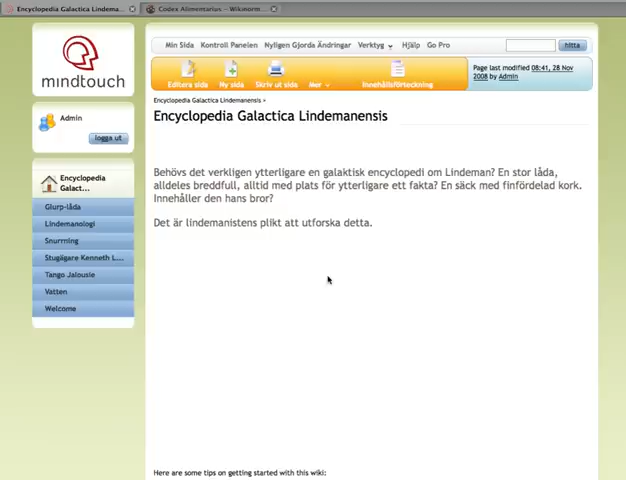 Encyclopedia Galactica Lindema...
Codex Alimentarius – Wikinorm...
mindtouch
Min Sida Kontroll Panelen Nyligen Gjorda Ändringar Verktyg Hjälp Go Pro
hitta
Editera sida Ny sida Skriv ut sida Mer Innehållsförteckning
Page last modified 08:41, 28 Nov
2008 by Admin
Admin
logga ut
Encyclopedia
Galact...
Glurp-låda
Lindemanologi
Snurrning
Stugägare Kenneth L...
Tango Jalousie
Vatten
Welcome
Encyclopedia Galactica Lindemanensis >
Encyclopedia Galactica Lindemanensis
Behövs det verkligen ytterligare en galaktisk encyclopedi om Lindeman? En stor låda,
alldeles breddfull, alltid med plats för ytterligare ett fakta? En säck med finfördelad kork.
Innehåller den hans bror?
Det är lindemanistens plikt att utforska detta.
Here are some tips on getting started with this wiki: